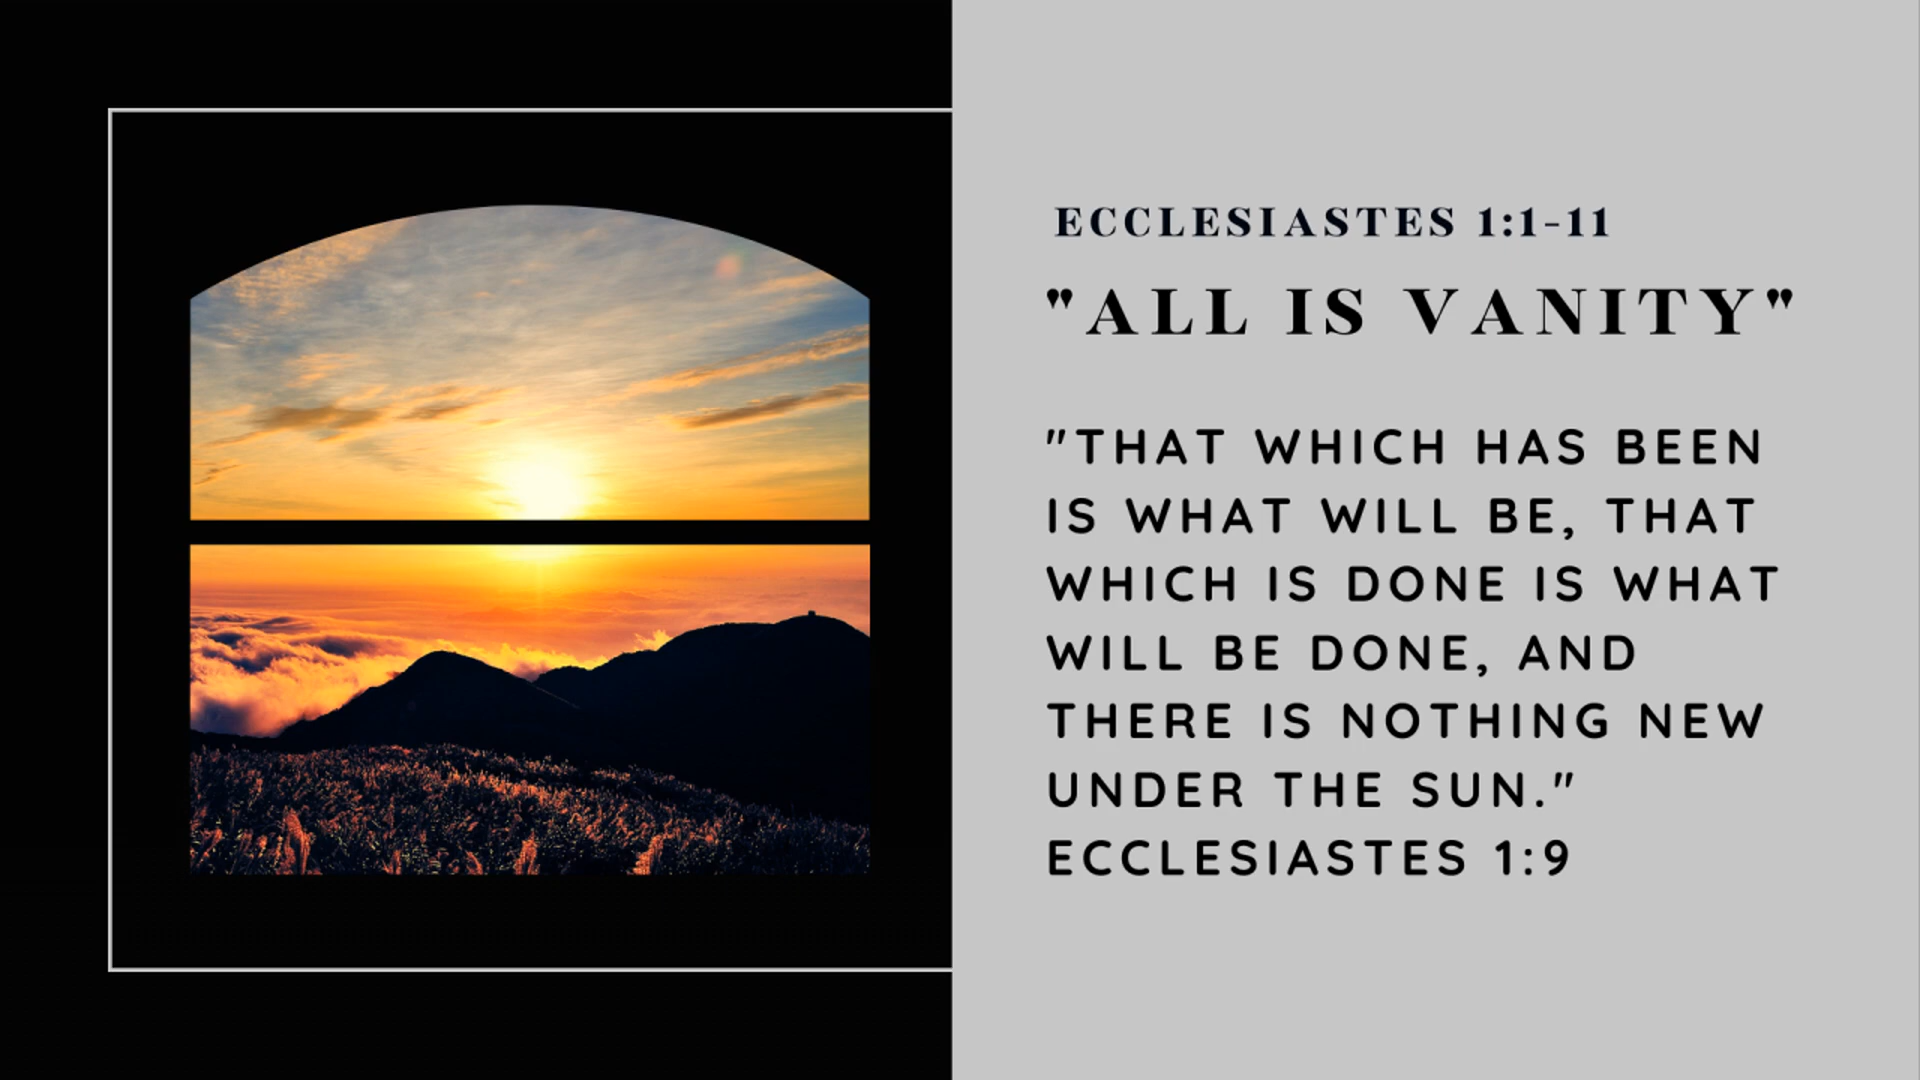 ECCLESIASTES 1:1-11
"ALL IS VANITY"
"THAT WHICH HAS BEEN
IS WHAT WILL BE, THAT
WHICH IS DONE IS WHAT
WILL BE DONE, AND
THERE IS NOTHING NEW
UNDER THE SUN."
ECCLESIASTES 1:9